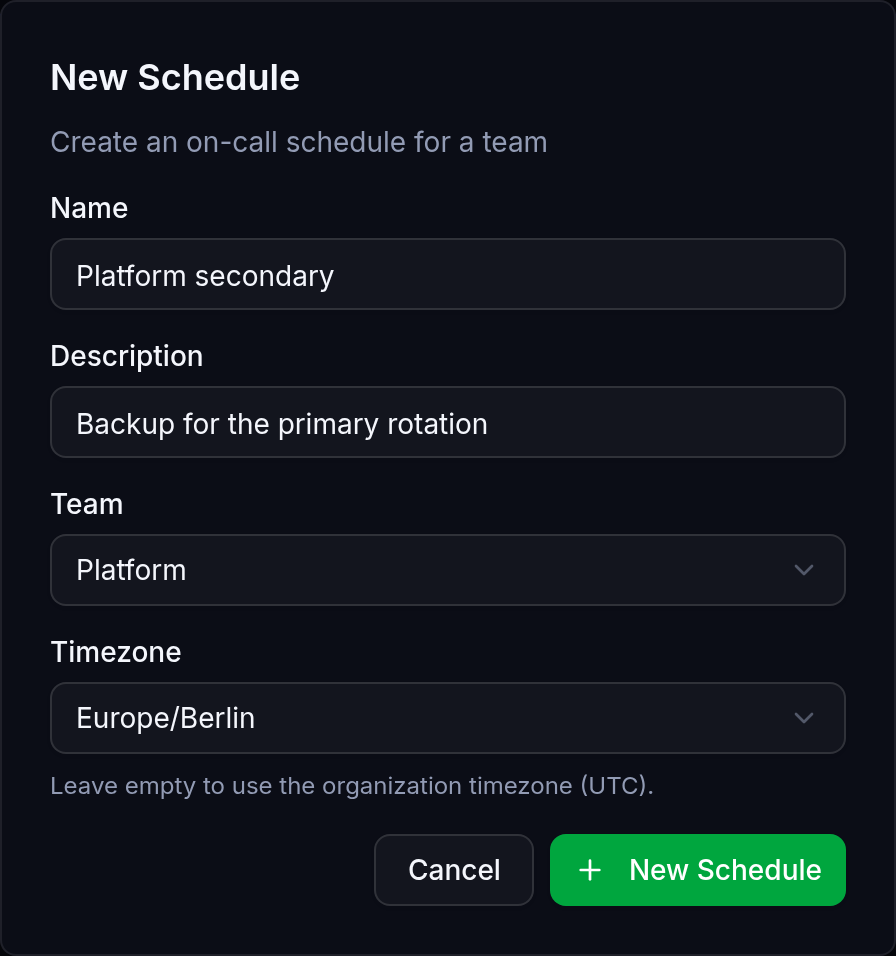 New Schedule
Create an on-call schedule for a team
Name
Platform secondary
Description
Backup for the primary rotation
Team
Platform
Timezone
Europe/Berlin
Leave empty to use the organization timezone (UTC).
Cancel
New Schedule